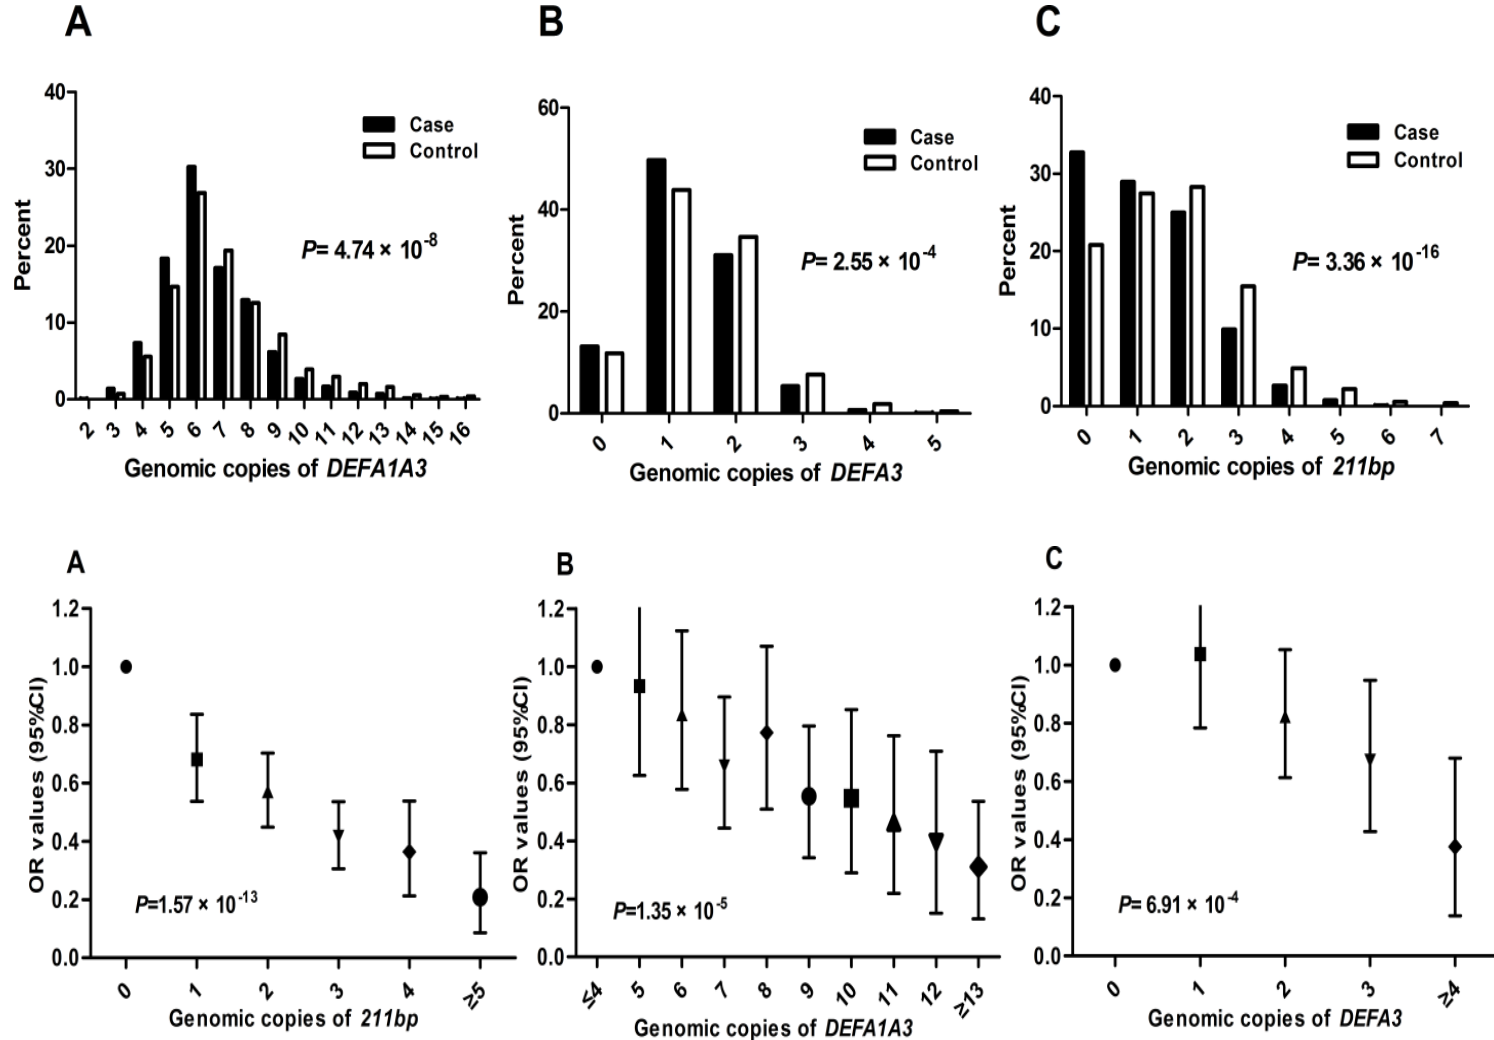 A
40
30
20
10
0
Percent
Case
Control
P= 4.74 × 10-8
2 3 4 5 6 7 8 9 10 11 12 13 14 15 16
Genomic copies of DEFA1A3
B
60
40
20
0
Percent
Case
Control
P= 2.55 × 10-4
0 1 2 3 4 5
Genomic copies of DEFA3
C
40
30
20
10
0
Percent
Case
Control
P= 3.36 × 10-16
0 1 2 3 4 5 6 7
Genomic copies of 211bp
A
1.2
1.0
0.8
0.6
0.4
0.2
0.0
OR values (95%CI)
P=1.57 × 10-13
0 1 2 3 4 ≥5
Genomic copies of 211bp
B
1.2
1.0
0.8
0.6
0.4
0.2
0.0
OR values (95%CI)
P=1.35 × 10-5
≤4 5 6 7 8 9 10 11 12 ≥13
Genomic copies of DEFA1A3
C
1.2
1.0
0.8
0.6
0.4
0.2
0.0
OR values (95%CI)
P= 6.91 × 10-4
0 1 2 3 ≥4
Genomic copies of DEFA3